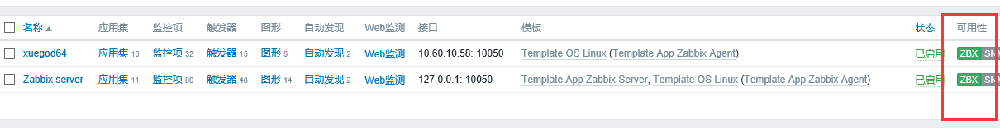 名称 应用集 监控项 触发器 图形 自动发现 Web监测 接口 模板 状态 可用性
xuegod64 应用集 10 监控项 32 触发器 15 图形 5 自动发现 2 Web监测 10.60.10.58: 10050 Template OS Linux (Template App Zabbix Agent) 已启用 ZBX
Zabbix server 应用集 11 监控项 80 触发器 48 图形 14 自动发现 2 Web监测 127.0.0.1: 10050 Template App Zabbix Server, Template OS Linux (Template App Zabbix Agent) 已启用 ZBX